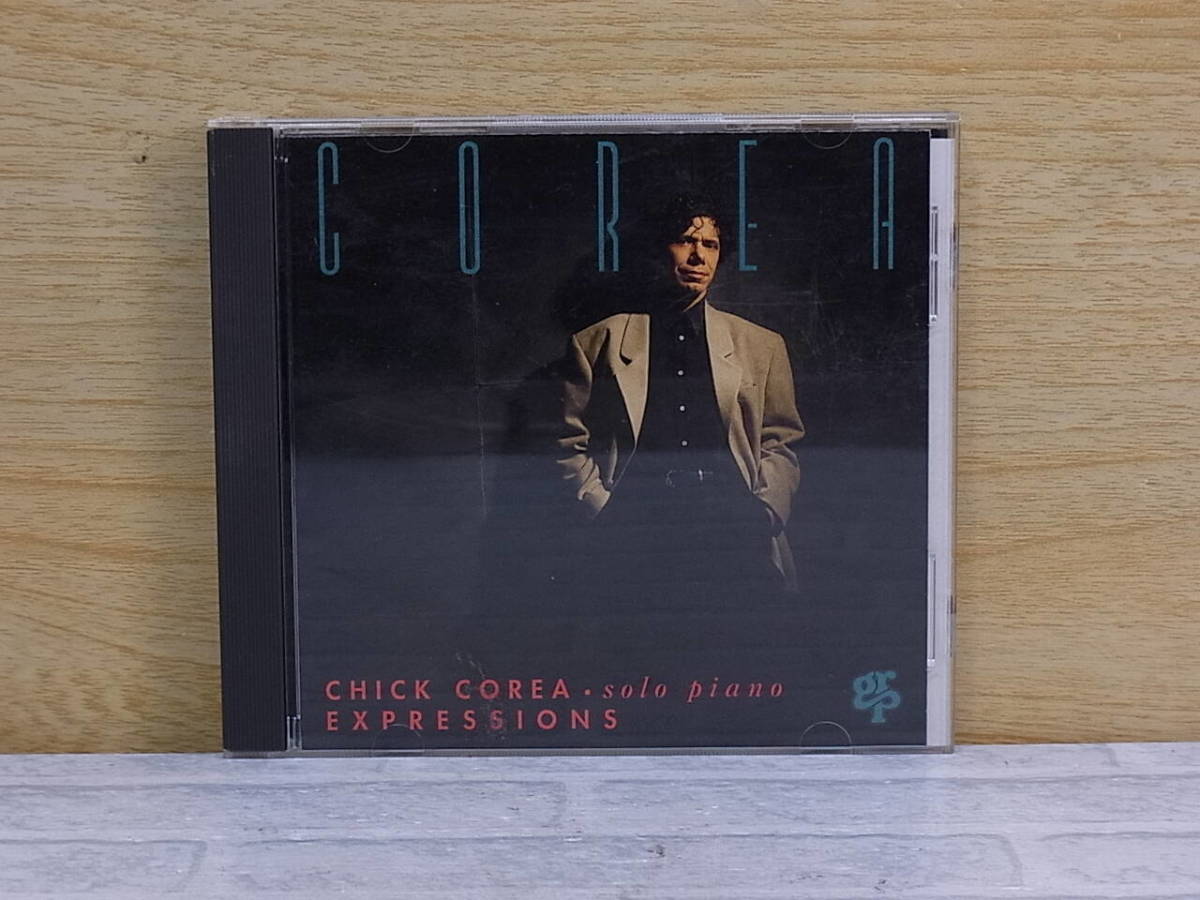 COREA
CHICK COREA • solo piano
EXPRESSIONS
grp